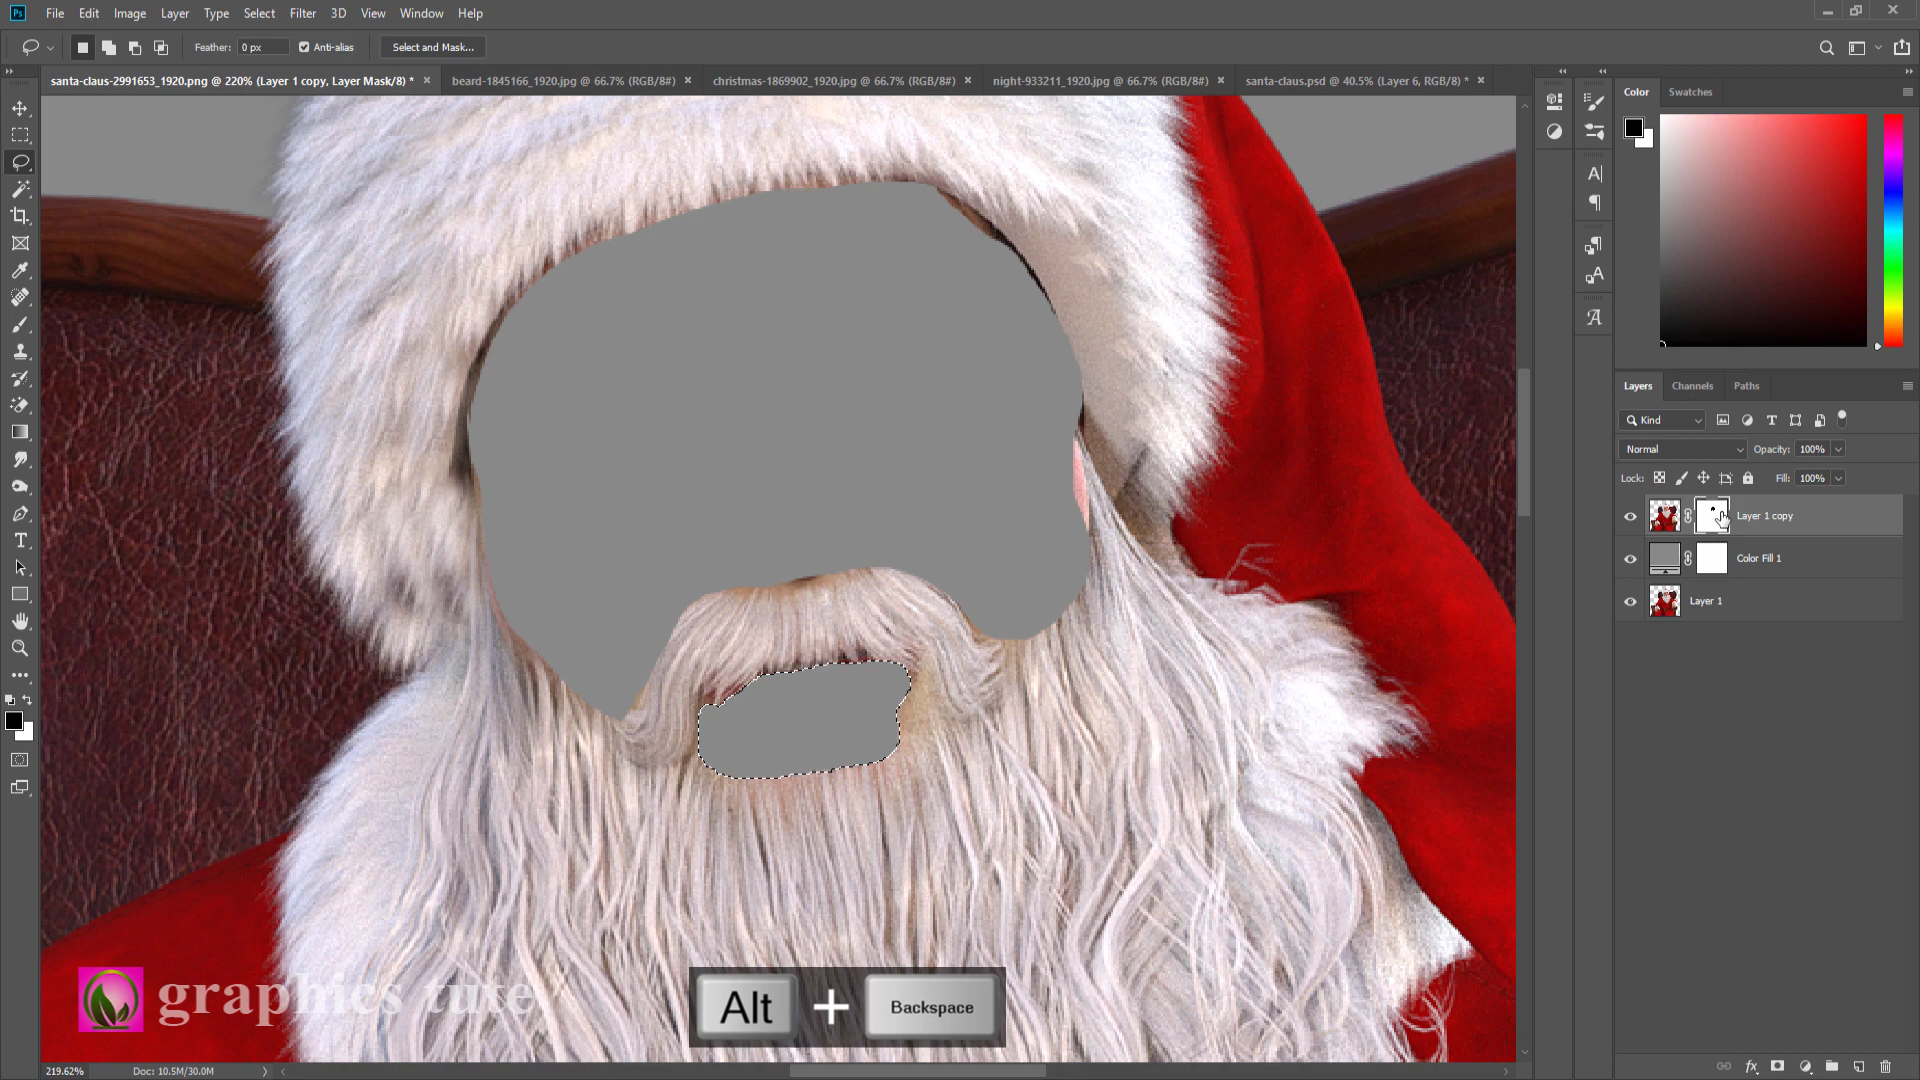 Ps File Edit Image Layer Type Select Filter 3D View Window Help
Feather: 0 px Anti-alias Select and Mask...
santa-claus-2991653_1920.png @ 220% (Layer 1 copy, Layer Mask/8) * × beard-1845166_1920.jpg @ 66.7% (RGB/8#) × christmas-1869902_1920.jpg @ 66.7% (RGB/8#) × night-933211_1920.jpg @ 66.7% (RGB/8#) × santa-claus.psd @ 40.5% (Layer 6, RGB/8) * ×
Color Swatches
Layers Channels Paths
Kind
Normal Opacity: 100%
Lock: Fill: 100%
Layer 1 copy
Color Fill 1
Layer 1
graphics tute
Alt + Backspace
219.62% Doc: 10.5M/30.0M